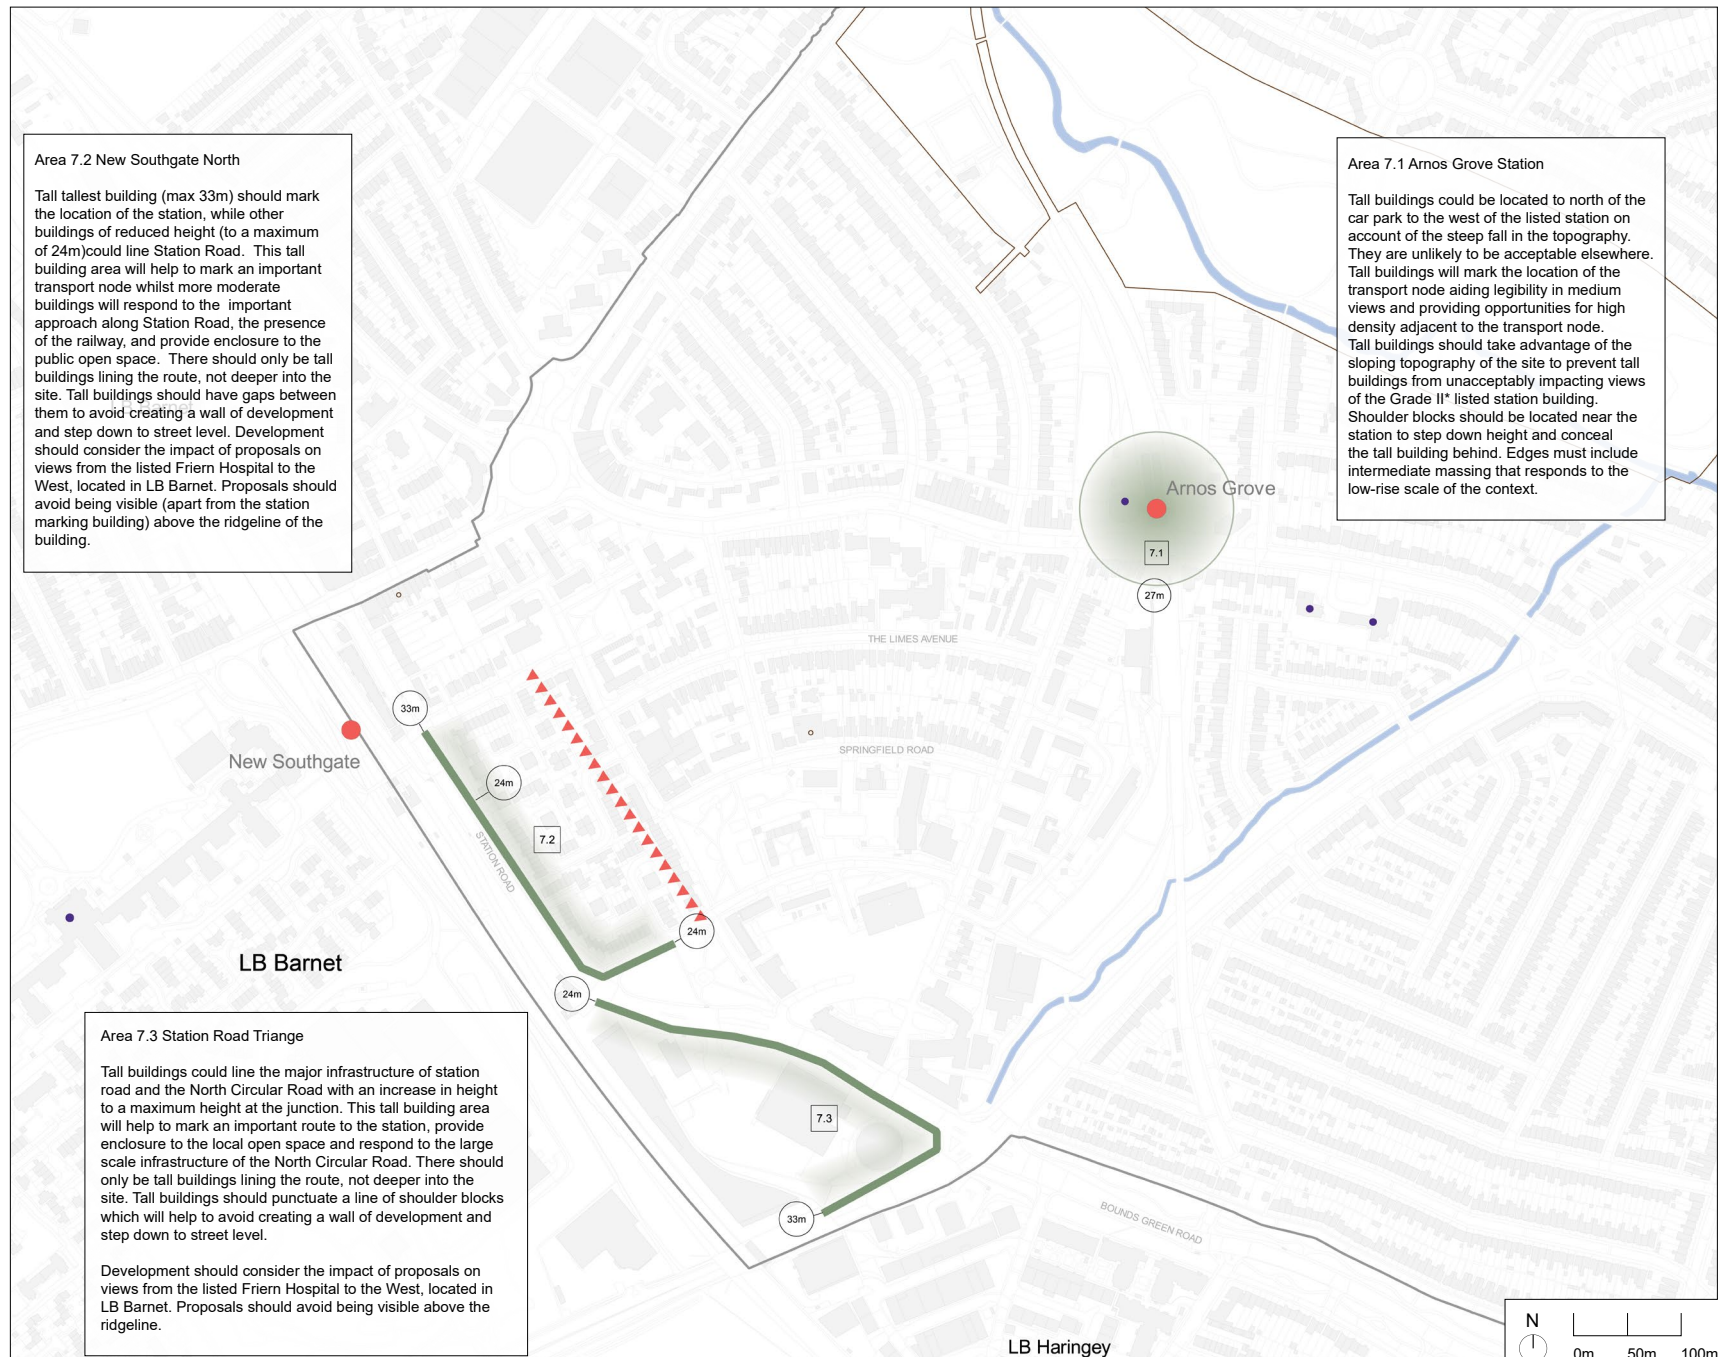 Area 7.2 New Southgate North
Tall tallest building (max 33m) should mark
the location of the station, while other
buildings of reduced height (to a maximum
of 24m)could line Station Road. This tall
building area will help to mark an important
transport node whilst more moderate
buildings will respond to the important
approach along Station Road, the presence
of the railway, and provide enclosure to the
public open space. There should only be tall
buildings lining the route, not deeper into the
site. Tall buildings should have gaps between
them to avoid creating a wall of development
and step down to street level. Development
should consider the impact of proposals on
views from the listed Friern Hospital to the
West, located in LB Barnet. Proposals should
avoid being visible (apart from the station
marking building) above the ridgeline of the
building.
Area 7.1 Arnos Grove Station
Tall buildings could be located to north of the
car park to the west of the listed station on
account of the steep fall in the topography.
They are unlikely to be acceptable elsewhere.
Tall buildings will mark the location of the
transport node aiding legibility in medium
views and providing opportunities for high
density adjacent to the transport node.
Tall buildings should take advantage of the
sloping topography of the site to prevent tall
buildings from unacceptably impacting views
of the Grade II* listed station building.
Shoulder blocks should be located near the
station to step down height and conceal
the tall building behind. Edges must include
intermediate massing that responds to the
low-rise scale of the context.
Arnos Grove
7.1
27m
THE LIMES AVENUE
33m
New Southgate
SPRINGFIELD ROAD
24m
7.2
STATION ROAD
24m
LB Barnet
24m
Area 7.3 Station Road Triange
Tall buildings could line the major infrastructure of station
road and the North Circular Road with an increase in height
to a maximum height at the junction. This tall building area
will help to mark an important route to the station, provide
enclosure to the local open space and respond to the large
scale infrastructure of the North Circular Road. There should
only be tall buildings lining the route, not deeper into the
site. Tall buildings should punctuate a line of shoulder blocks
which will help to avoid creating a wall of development and
step down to street level.
Development should consider the impact of proposals on
views from the listed Friern Hospital to the West, located in
LB Barnet. Proposals should avoid being visible above the
ridgeline.
7.3
33m
BOUNDS GREEN ROAD
LB Haringey
N
0m 50m 100m